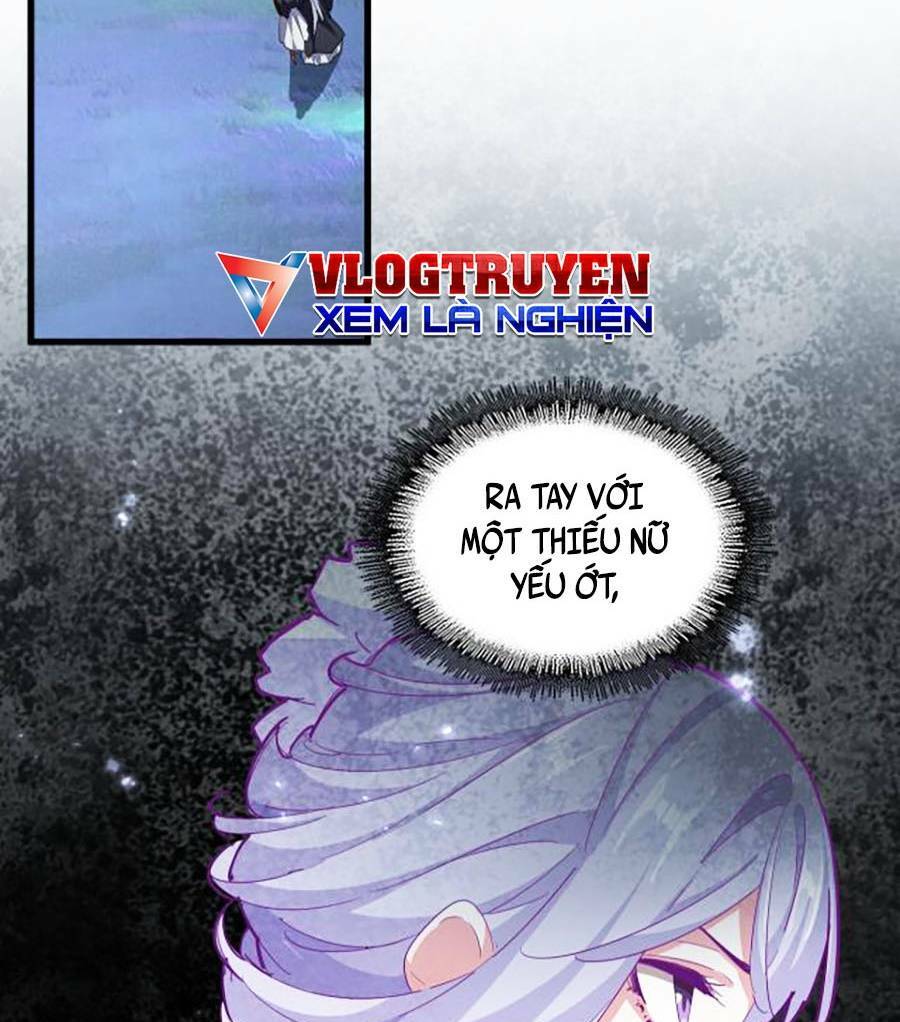 VLOGTRUYEN
XEM LÀ NGHIỆN
RA TAY VỚI
MỘT THIẾU NỮ
YẾU ỚT,